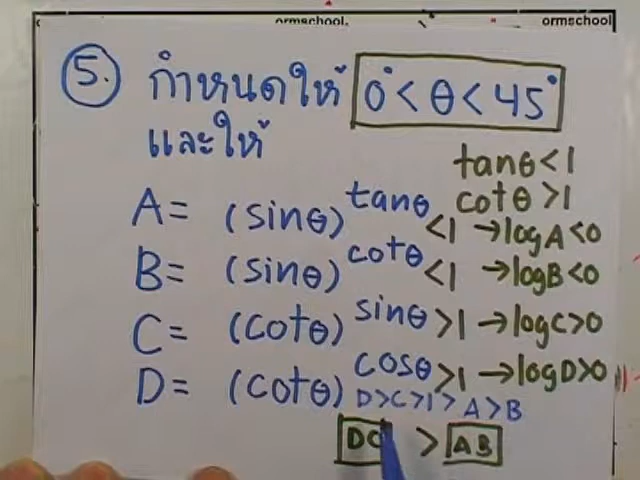 ormschool. ormschool
5. กำหนดให้ 0° < θ < 45°
และให้
tanθ < 1
cotθ > 1
A = (sinθ)^tanθ < 1 → logA < 0
B = (sinθ)^cotθ < 1 → logB < 0
C = (cotθ)^sinθ > 1 → logC > 0
D = (cotθ)^cosθ > 1 → logD > 0
D > C > 1 > A > B
DC > AB